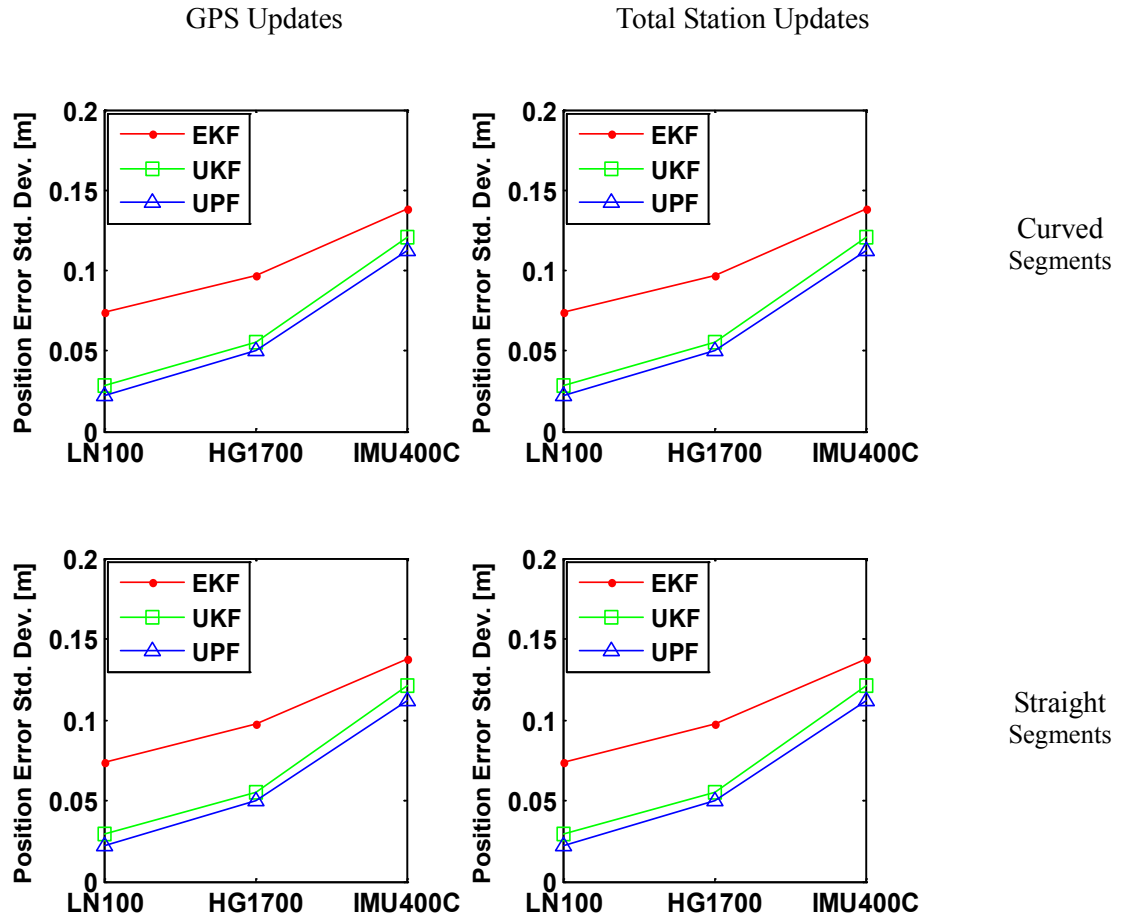 GPS Updates
Total Station Updates
Position Error Std. Dev. [m]
0.2
0.15
0.1
0.05
0
EKF
UKF
UPF
LN100
HG1700
IMU400C
Position Error Std. Dev. [m]
0.2
0.15
0.1
0.05
0
EKF
UKF
UPF
LN100
HG1700
IMU400C
Curved
Segments
Position Error Std. Dev. [m]
0.2
0.15
0.1
0.05
0
EKF
UKF
UPF
LN100
HG1700
IMU400C
Position Error Std. Dev. [m]
0.2
0.15
0.1
0.05
0
EKF
UKF
UPF
LN100
HG1700
IMU400C
Straight
Segments